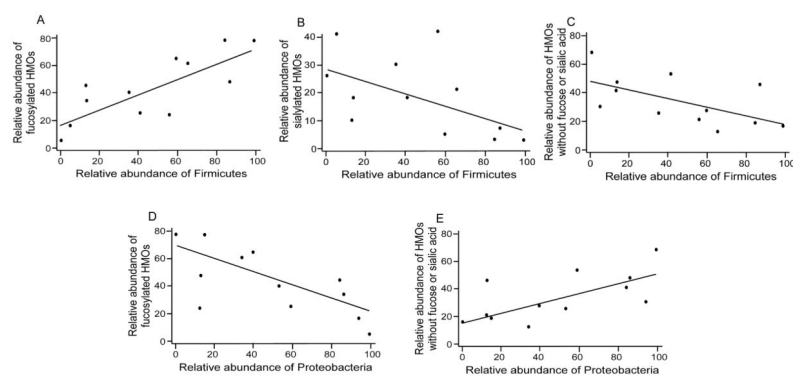 A
Relative abundance of
fucosylated HMOs
80
60
40
20
0
0 20 40 60 80 100
Relative abundance of Firmicutes
B
Relative abundance of
sialylated HMOs
40
30
20
10
0
0 20 40 60 80 100
Relative abundance of Firmicutes
C
Relative abundance of HMOs
without fucose or sialic acid
80
60
40
20
0
0 20 40 60 80 100
Relative abundance of Firmicutes
D
Relative abundance of
fucosylated HMOs
80
60
40
20
0
0 20 40 60 80 100
Relative abundance of Proteobacteria
E
Relative abundance of HMOs
without fucose or sialic acid
80
60
40
20
0
0 20 40 60 80 100
Relative abundance of Proteobacteria